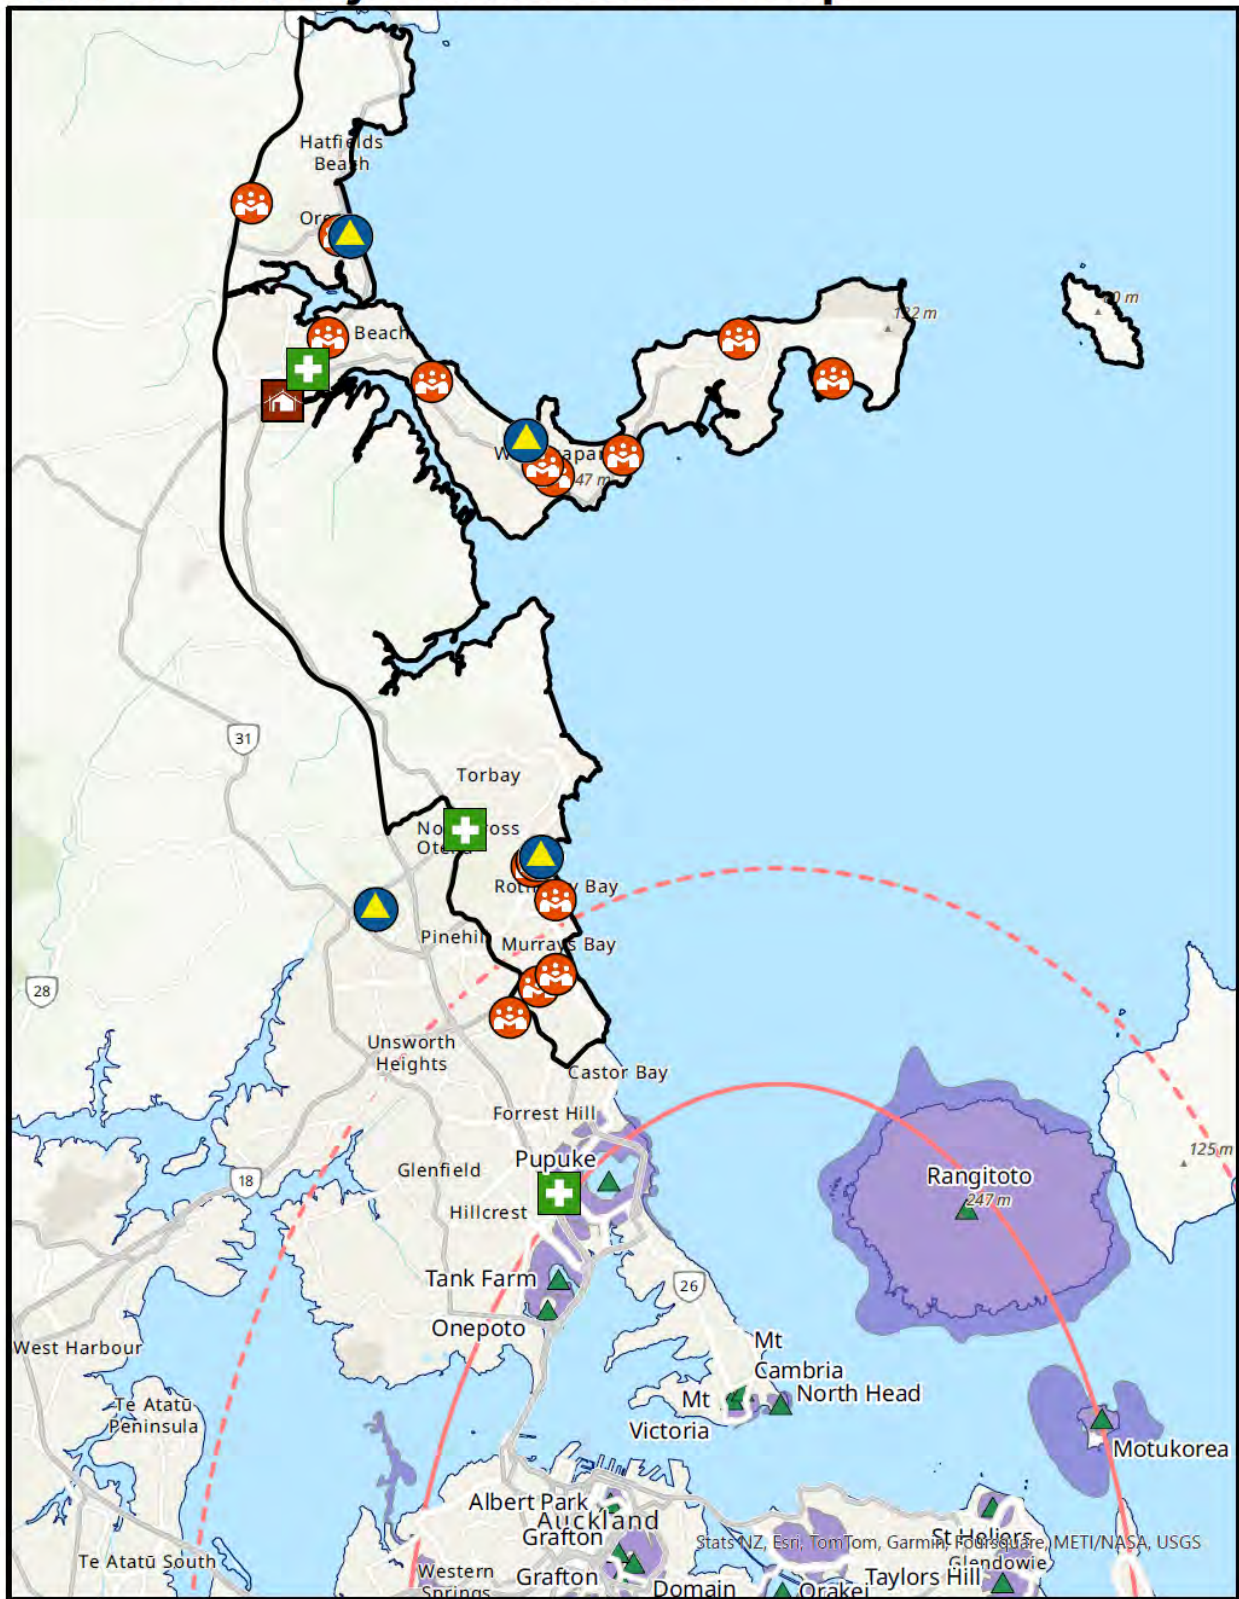 Hatfields
Beach
Beach
132 m
47 m
31
Torbay
Pinehill
Murrays Bay
28
Unsworth
Heights
Castor Bay
Forrest Hill
Pupuke
Glenfield
125 m
Rangitoto
247 m
18
Hillcrest
Tank Farm
26
Onepoto
West Harbour
Mt
Cambria
Mt
North Head
Victoria
Te Atatū
Peninsula
Motukorea
Albert Park
Auckland
Grafton
St Heliers
Stats NZ, Esri, TomTom, Garmin, Foursquare, METI/NASA, USGS
Te Atatū South
Glendowie
Western
Springs
Grafton
Domain
Orakei
Taylors Hill